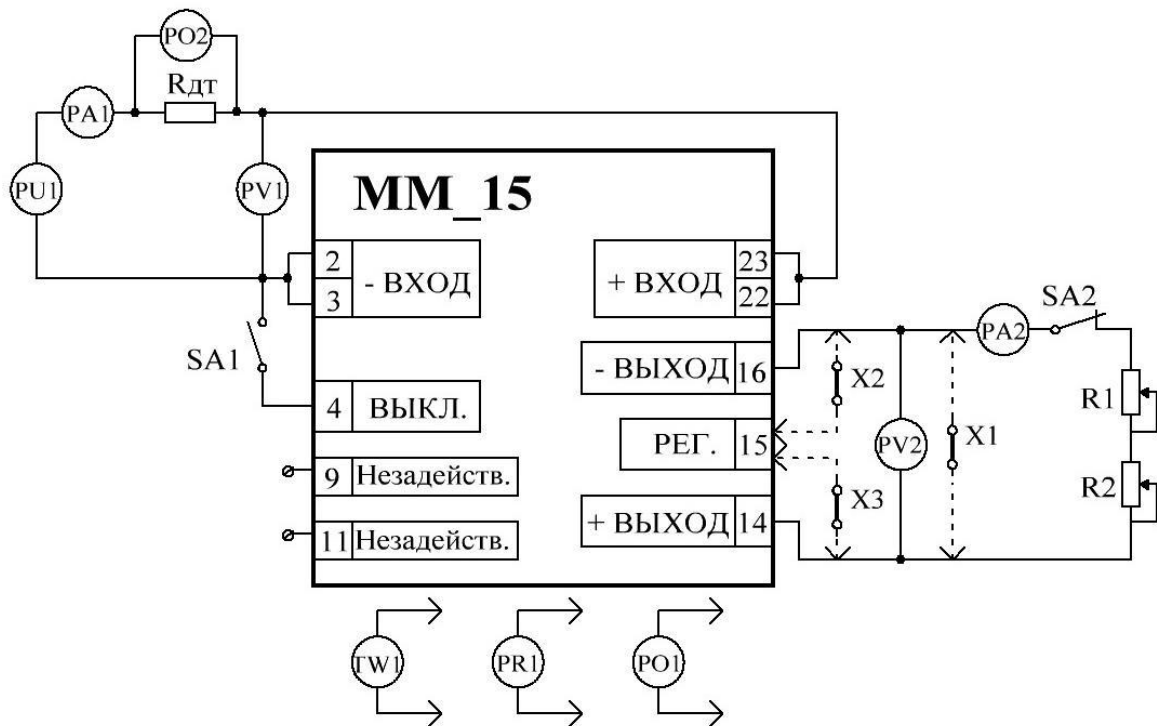 PO2
Rдт
PA1
PU1
PV1
ММ_15
2
3
- ВХОД
+ ВХОД
23
22
SA1
4
ВЫКЛ.
- ВЫХОД
16
X2
PA2
SA2
R1
РЕГ.
15
PV2
X1
9
Незадейств.
X3
R2
11
Незадейств.
+ ВЫХОД
14
TW1
PR1
PO1